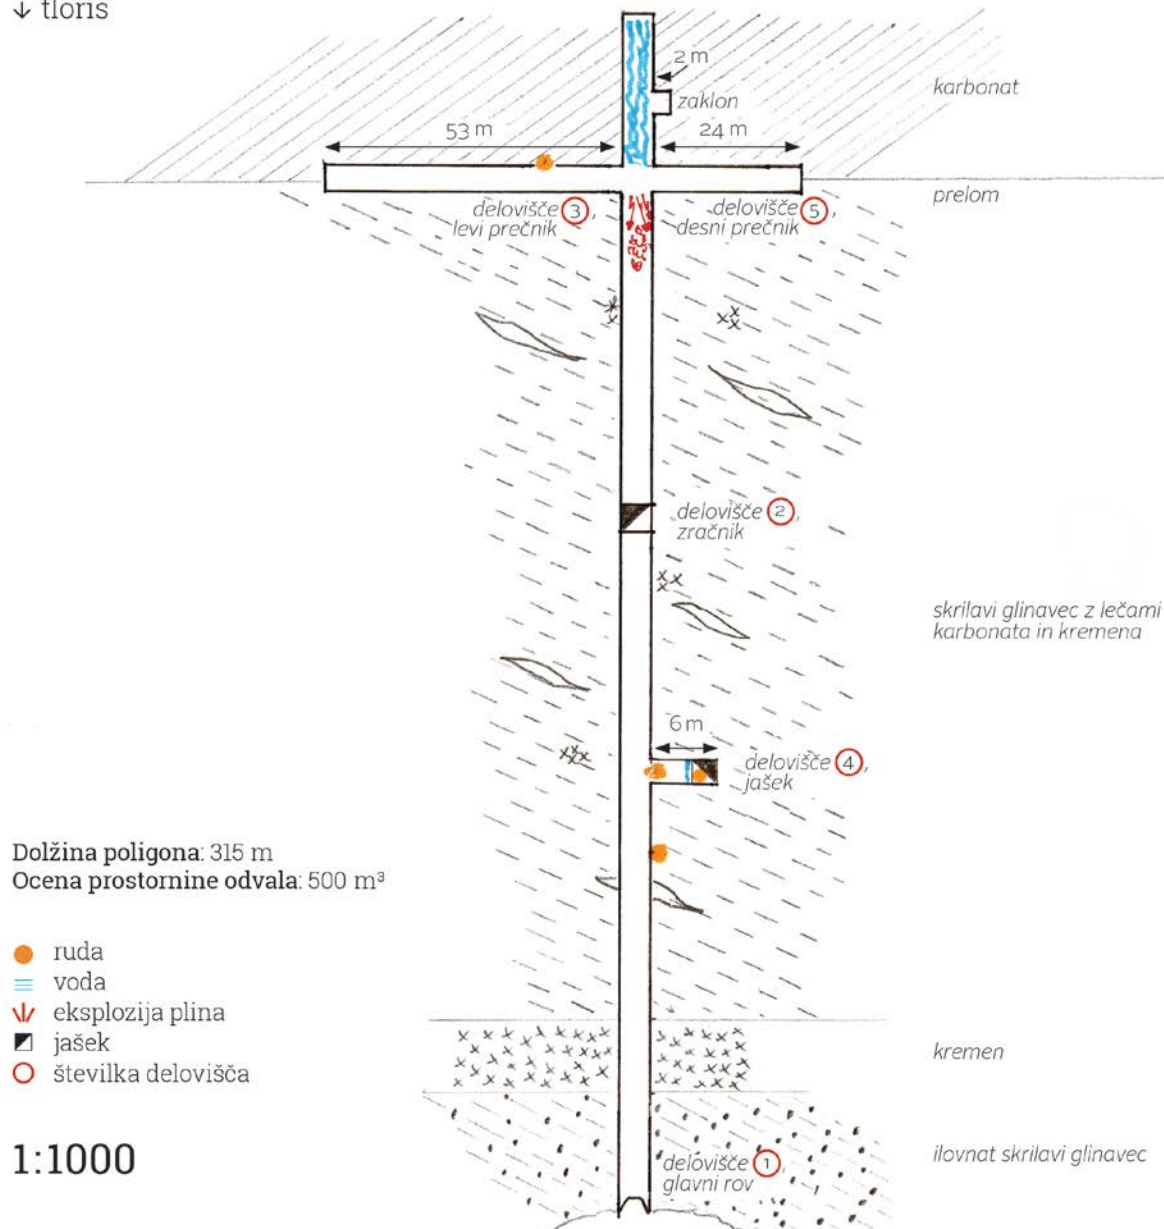 ↓ tloris
2 m
karbonat
zaklon
53 m
24 m
prelom
delovišče 3,
levi prečnik
delovišče 5,
desni prečnik
delovišče 2,
zračnik
skrilavi glinavec z lečami
karbonata in kremena
6 m
delovišče 4,
jašek
Dolžina poligona: 315 m
Ocena prostornine odvala: 500 m³
ruda
voda
eksplozija plina
jašek
številka delovišča
kremen
1:1000
delovišče 1,
glavni rov
ilovnat skrilavi glinavec